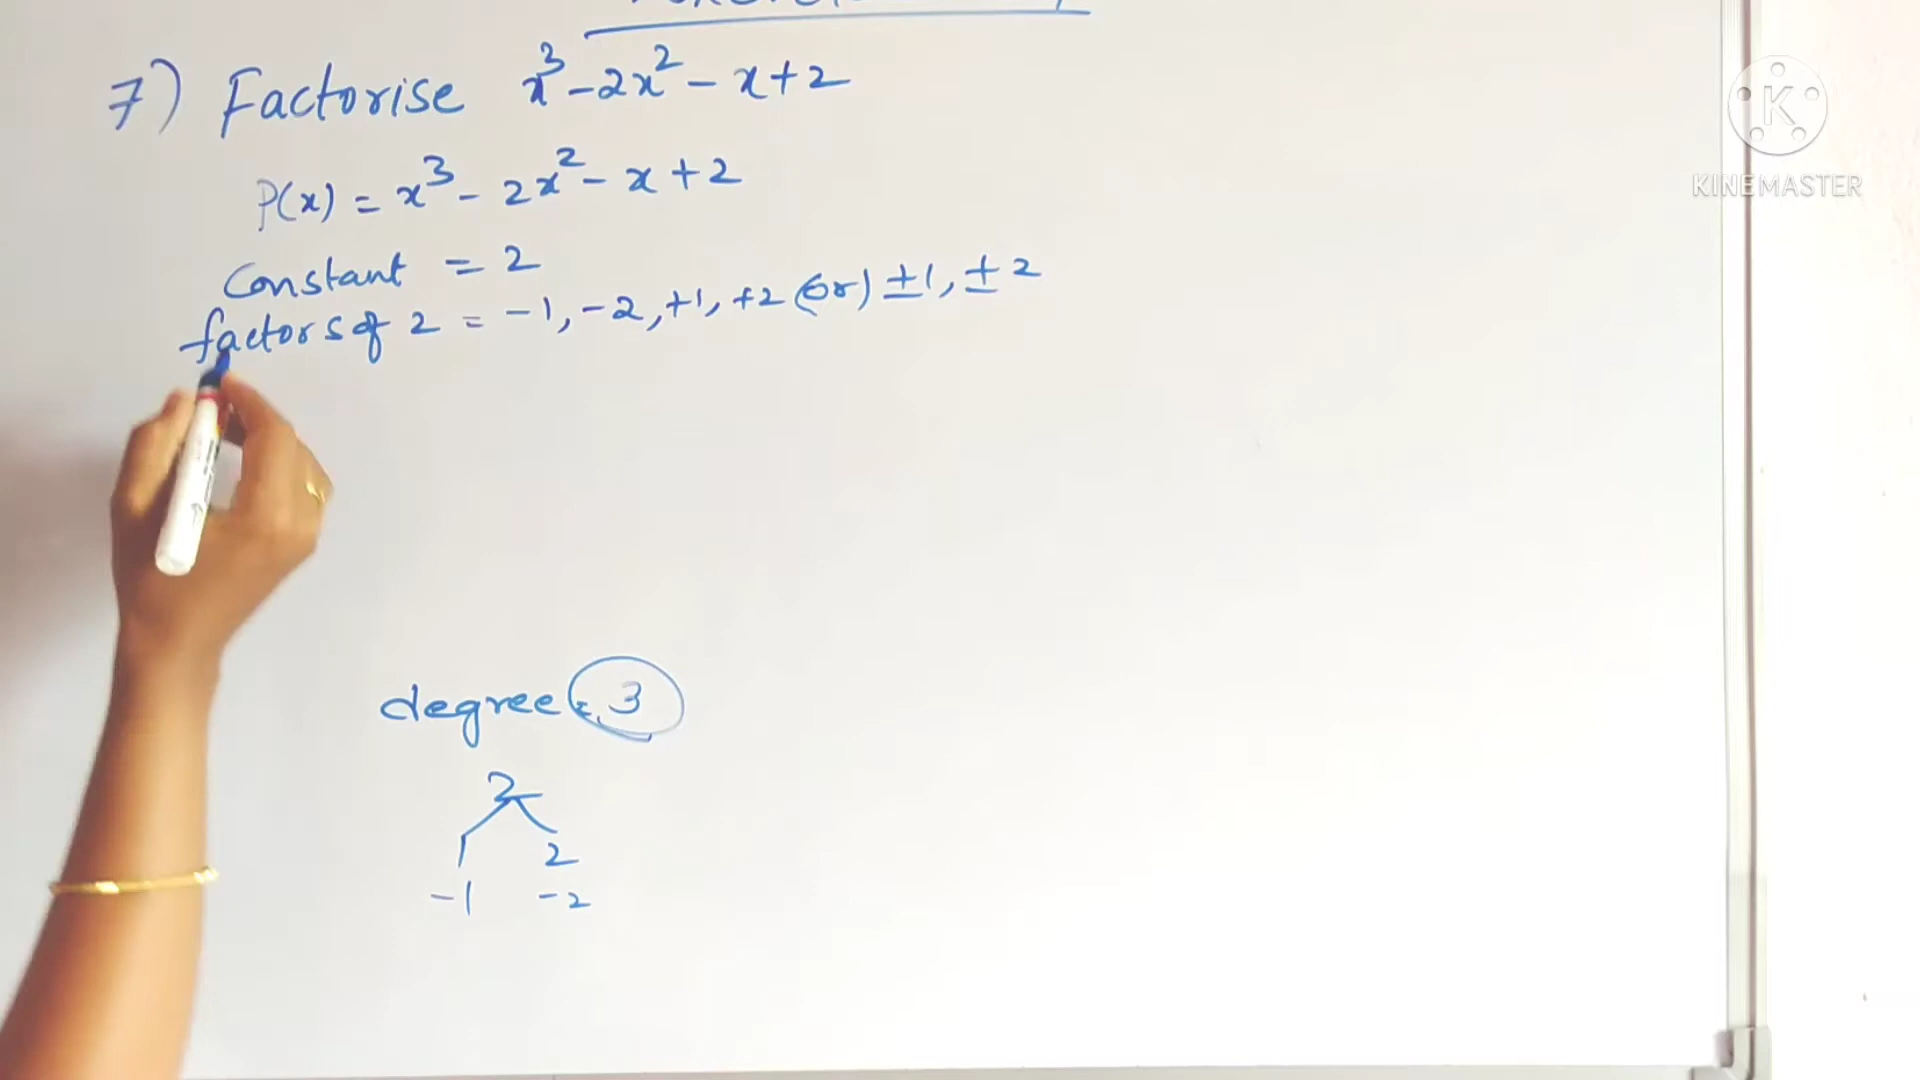 7) Factorise x³-2x²-x+2
P(x) = x³-2x²-x+2
Constant = 2
factors of 2 = -1, -2, +1, +2 (or) ±1, ±2
degree = 3
2
1 2
-1 -2
K
KINEMASTER